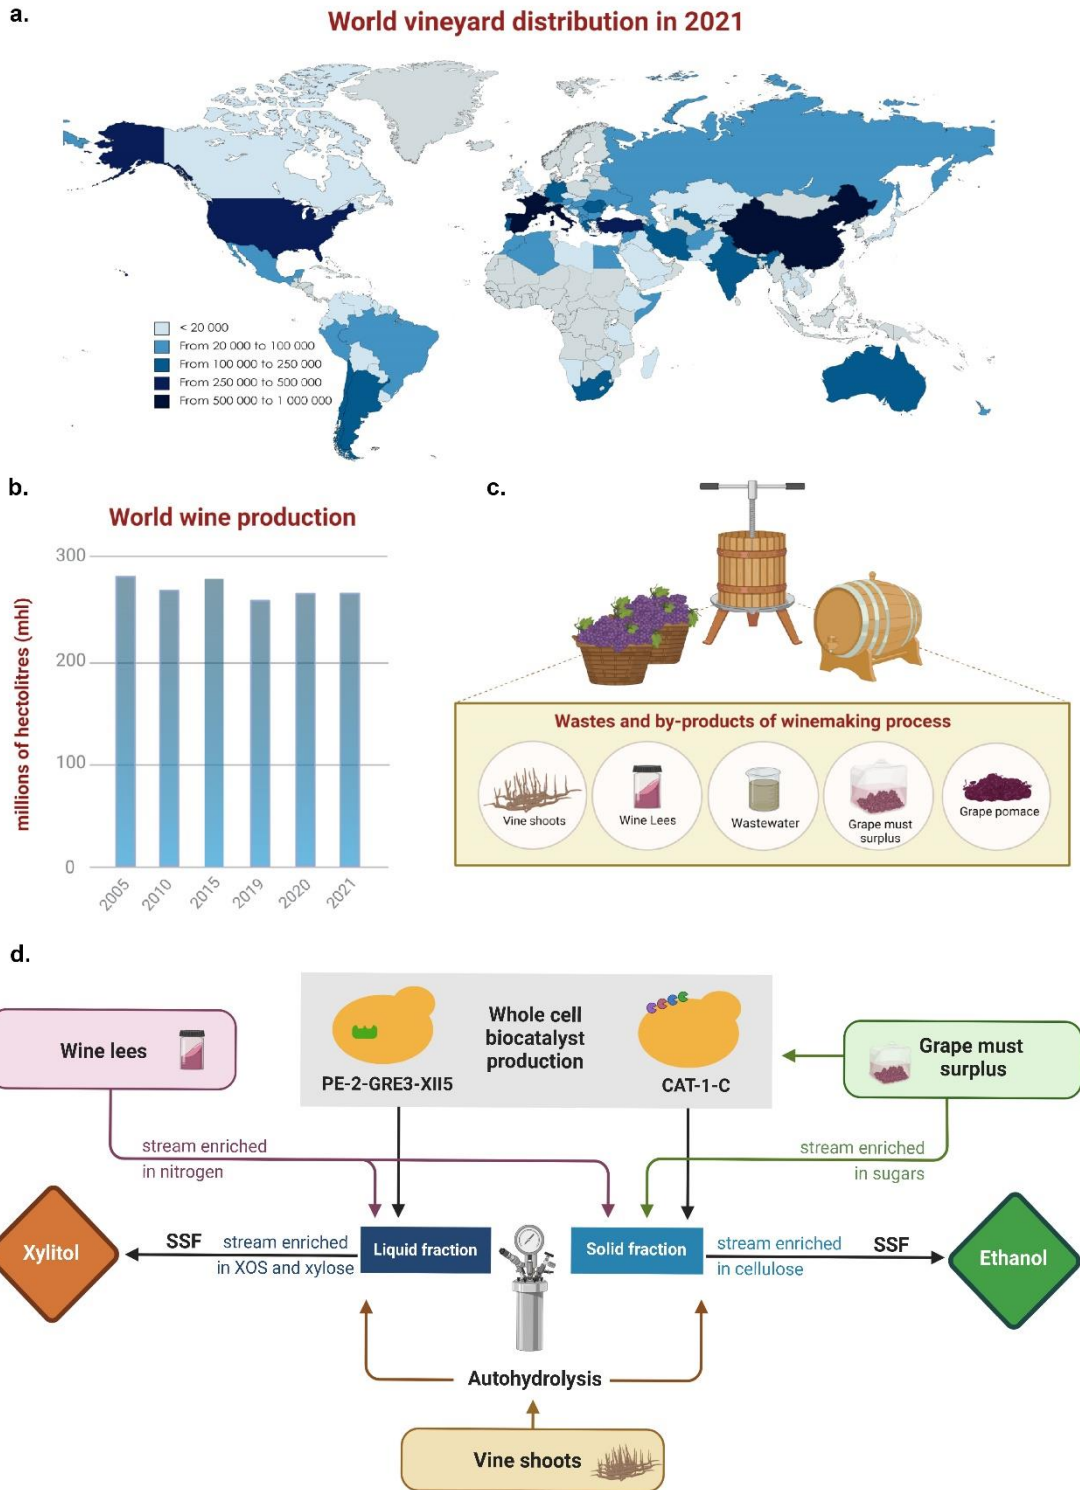 a.
World vineyard distribution in 2021
< 20 000
From 20 000 to 100 000
From 100 000 to 250 000
From 250 000 to 500 000
From 500 000 to 1 000 000
b.
World wine production
millions of hectolitres (mhl)
300
200
100
0
2005
2010
2015
2019
2020
2021
c.
Wastes and by-products of winemaking process
Vine shoots
Wine Lees
Wastewater
Grape must
surplus
Grape pomace
d.
Wine lees
Whole cell
biocatalyst
production
PE-2-GRE3-XII5
CAT-1-C
Grape must
surplus
stream enriched
in nitrogen
stream enriched
in sugars
Xylitol
SSF
stream enriched
in XOS and xylose
Liquid fraction
Solid fraction
stream enriched
in cellulose
SSF
Ethanol
Autohydrolysis
Vine shoots